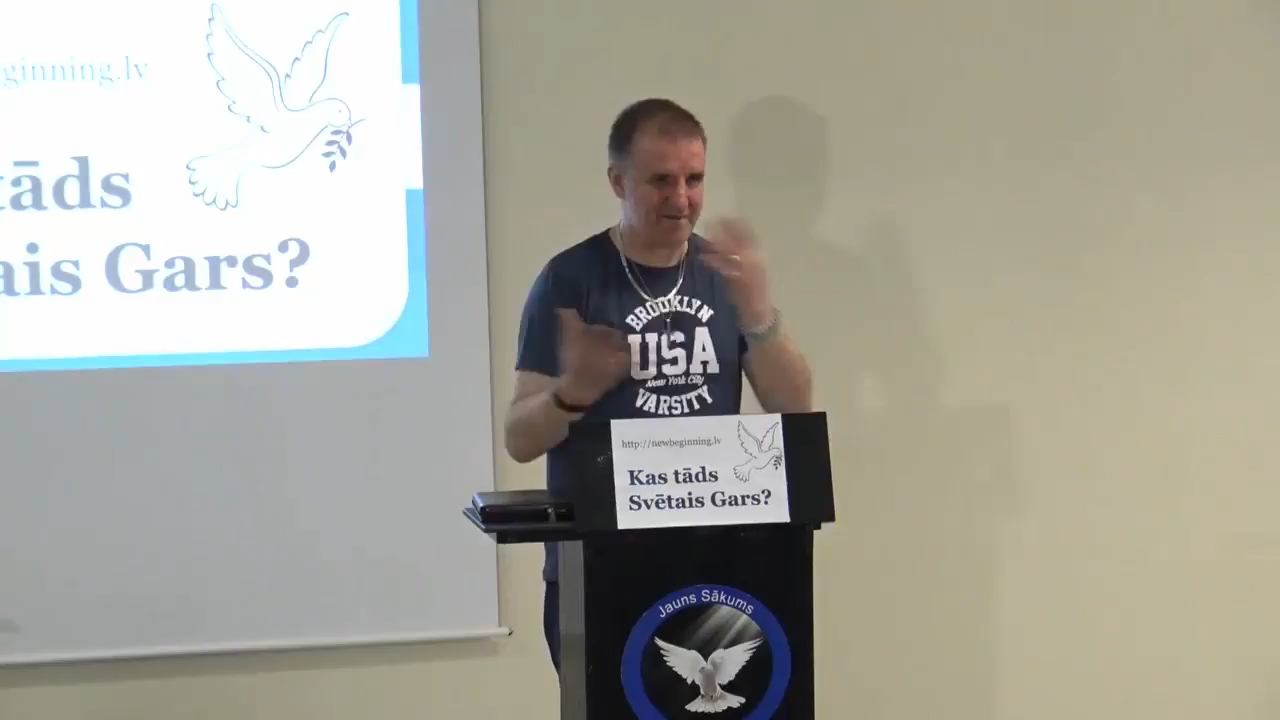 ginning.lv
tāds
ais Gars?
BROOKLYN
USA
New York City
VARSITY
http://newbeginning.lv
Kas tāds
Svētais Gars?
Jauns Sākums